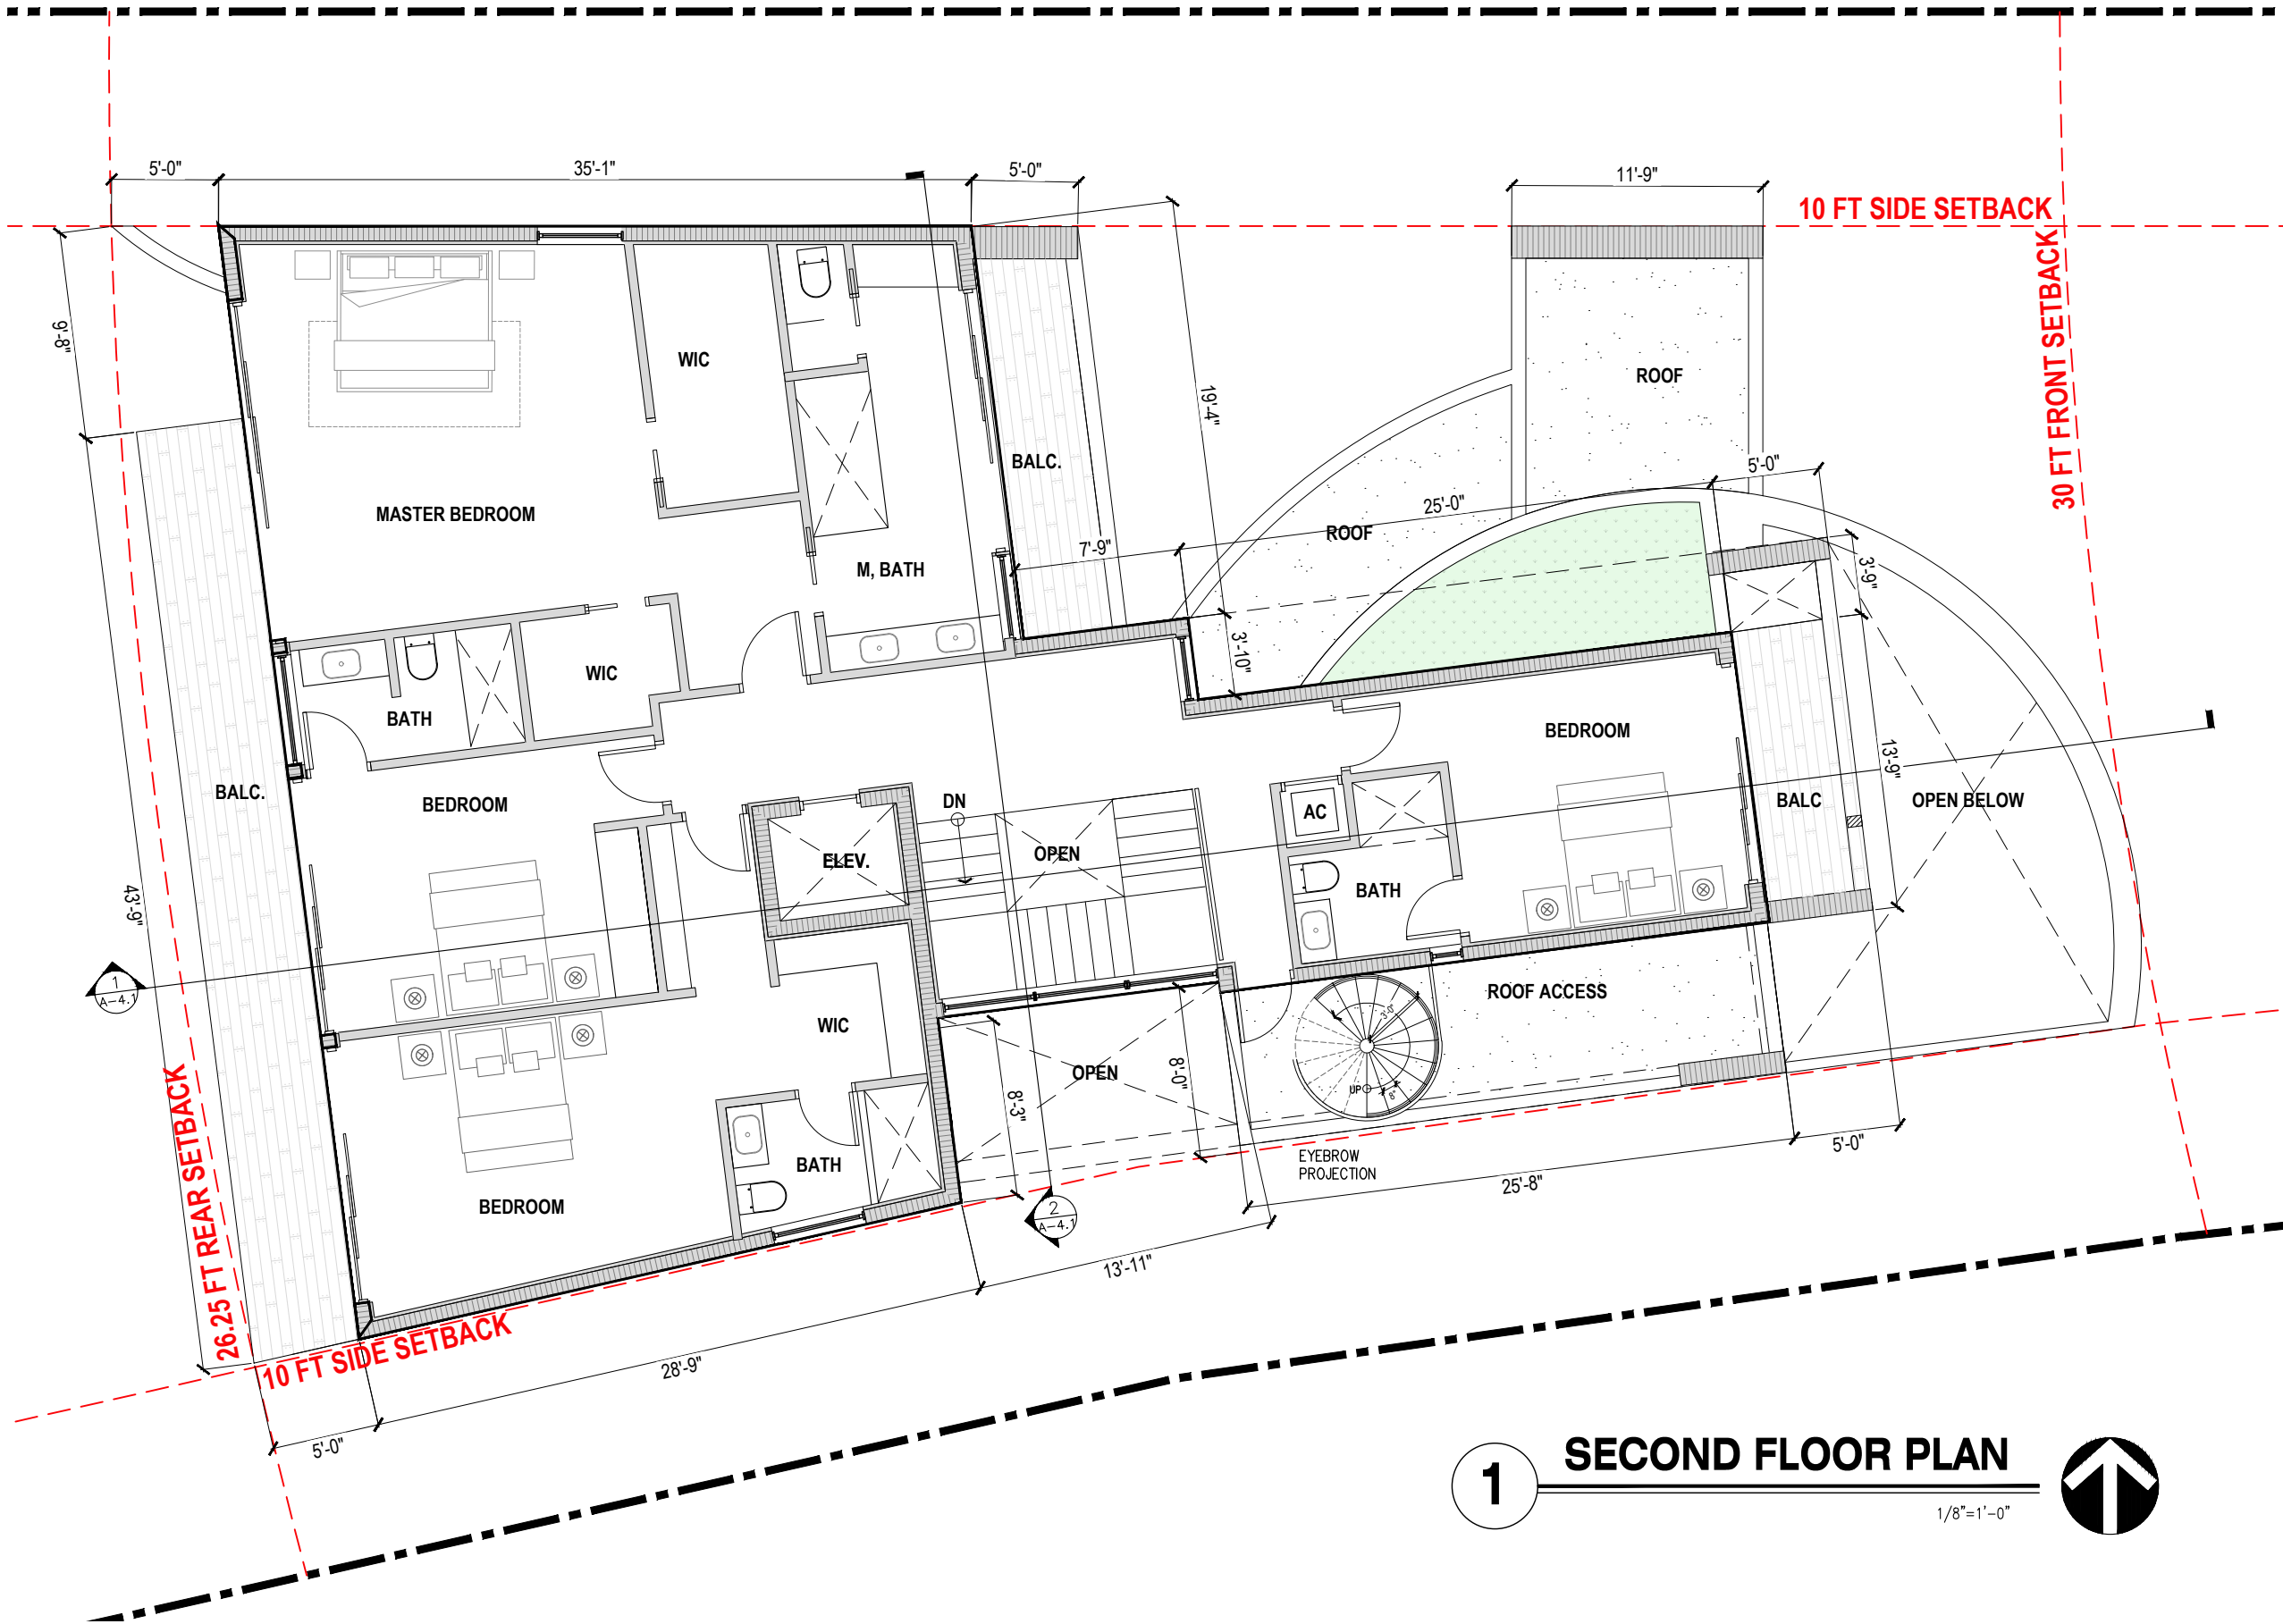 5'-0"
35'-1"
5'-0"
11'-9"
10 FT SIDE SETBACK
30 FT FRONT SETBACK
9'-8"
WIC
19'-4"
ROOF
BALC.
5'-0"
25'-0"
MASTER BEDROOM
ROOF
7'-9"
M, BATH
3'-9"
3'-10"
WIC
BATH
BEDROOM
13'-9"
BALC.
BEDROOM
DN
AC
BALC
OPEN BELOW
ELEV.
OPEN
BATH
43'-9"
1
A-4.1
ROOF ACCESS
3'-0"
WIC
OPEN
8'-0"
8'-3"
UP
8"
26.25 FT REAR SETBACK
BATH
EYEBROW
PROJECTION
5'-0"
25'-8"
BEDROOM
2
A-4.1
13'-11"
10 FT SIDE SETBACK
28'-9"
5'-0"
1
SECOND FLOOR PLAN
1/8"=1'-0"